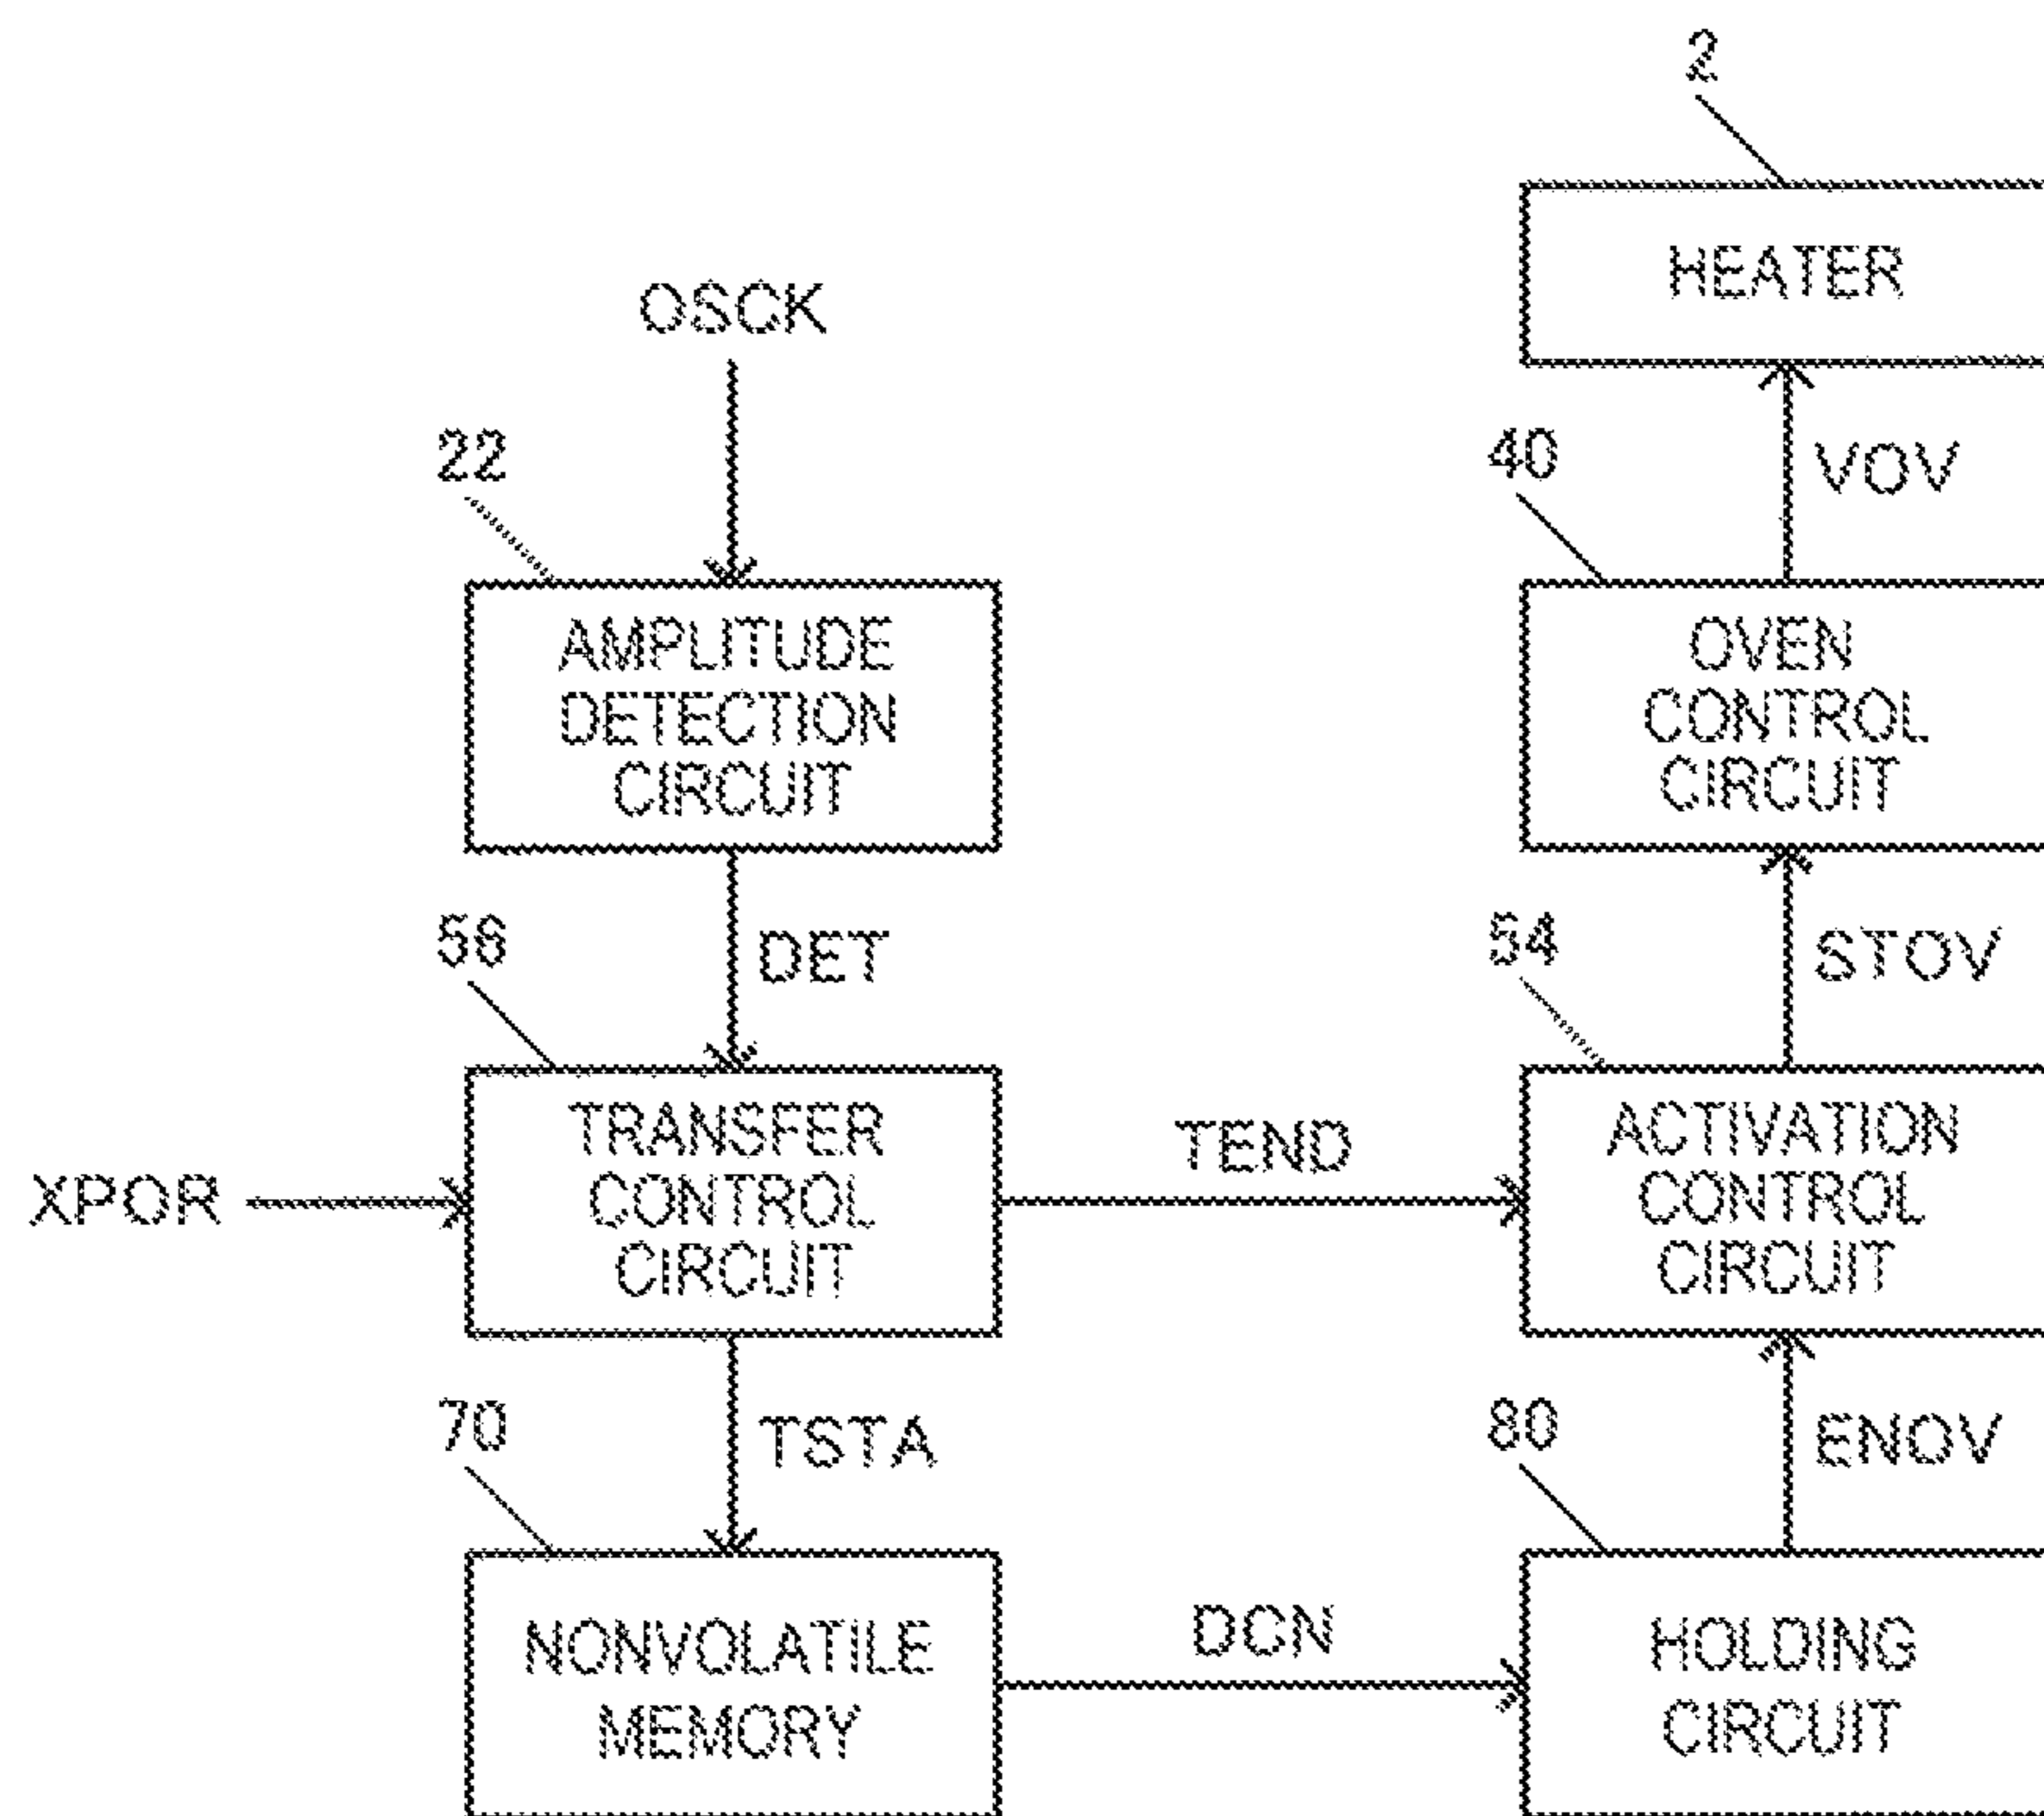 2
HEATER
OSCK
22
40
VOV
AMPLITUDE
DETECTION
CIRCUIT
OVEN
CONTROL
CIRCUIT
56
DET
54
STOV
XPOR
TRANSFER
CONTROL
CIRCUIT
TEND
ACTIVATION
CONTROL
CIRCUIT
70
TSTA
80
ENOV
NONVOLATILE
MEMORY
DCN
HOLDING
CIRCUIT